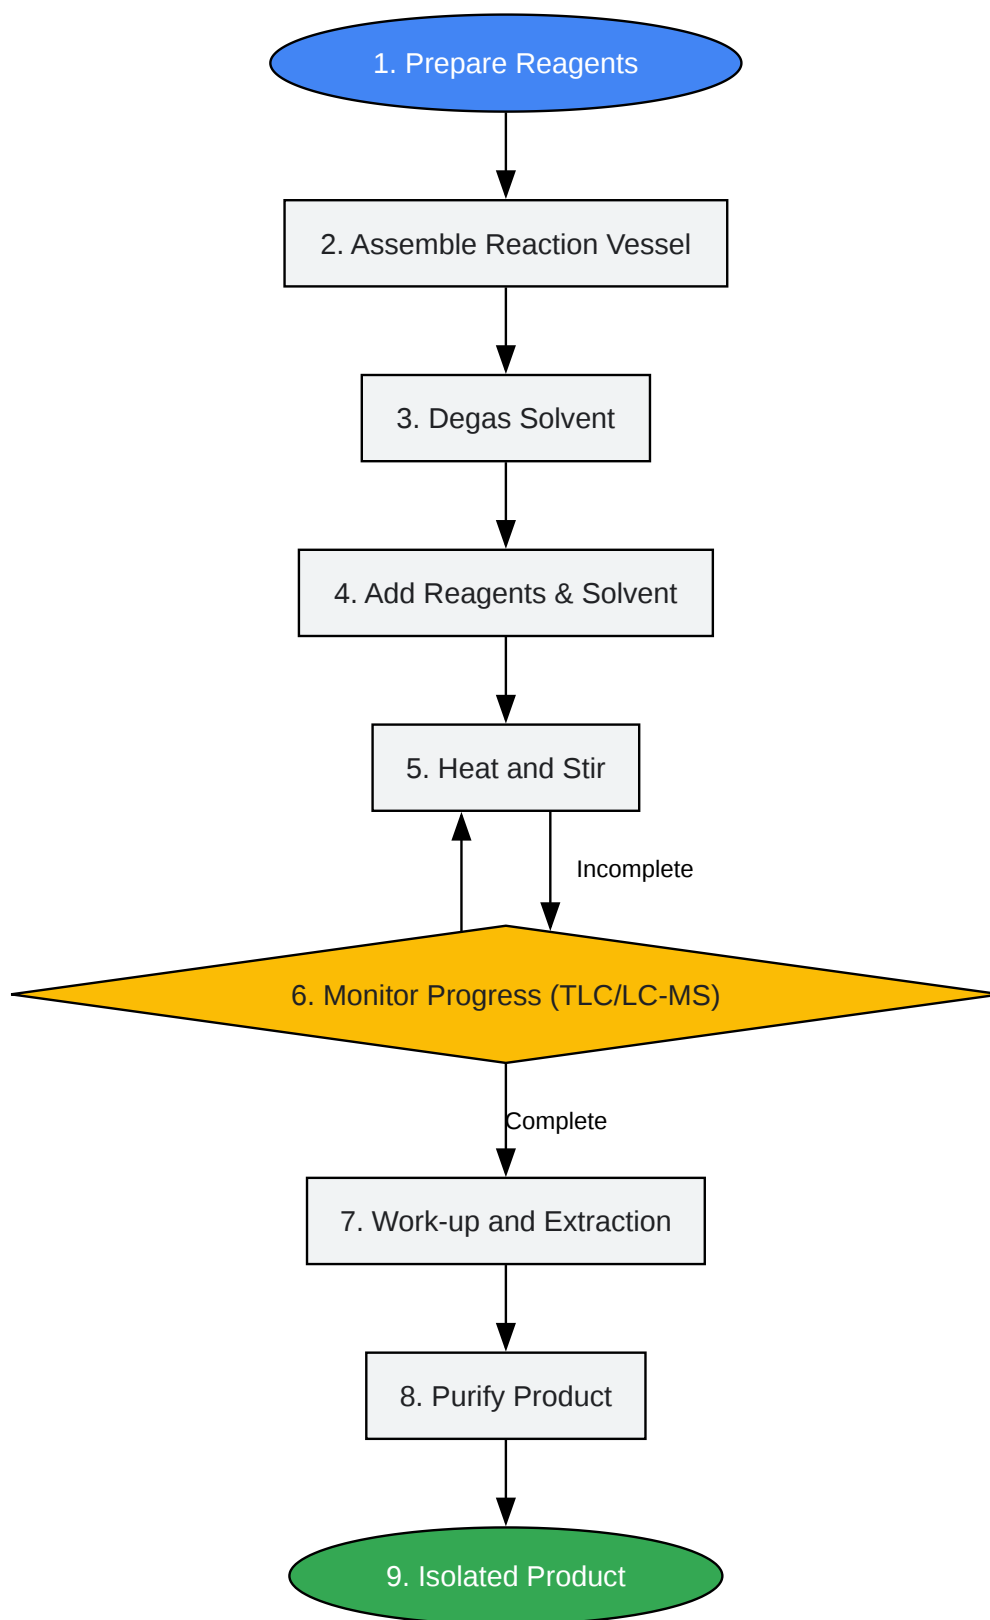 1. Prepare Reagents
2. Assemble Reaction Vessel
3. Degas Solvent
4. Add Reagents & Solvent
5. Heat and Stir
Incomplete
6. Monitor Progress (TLC/LC-MS)
Complete
7. Work-up and Extraction
8. Purify Product
9. Isolated Product